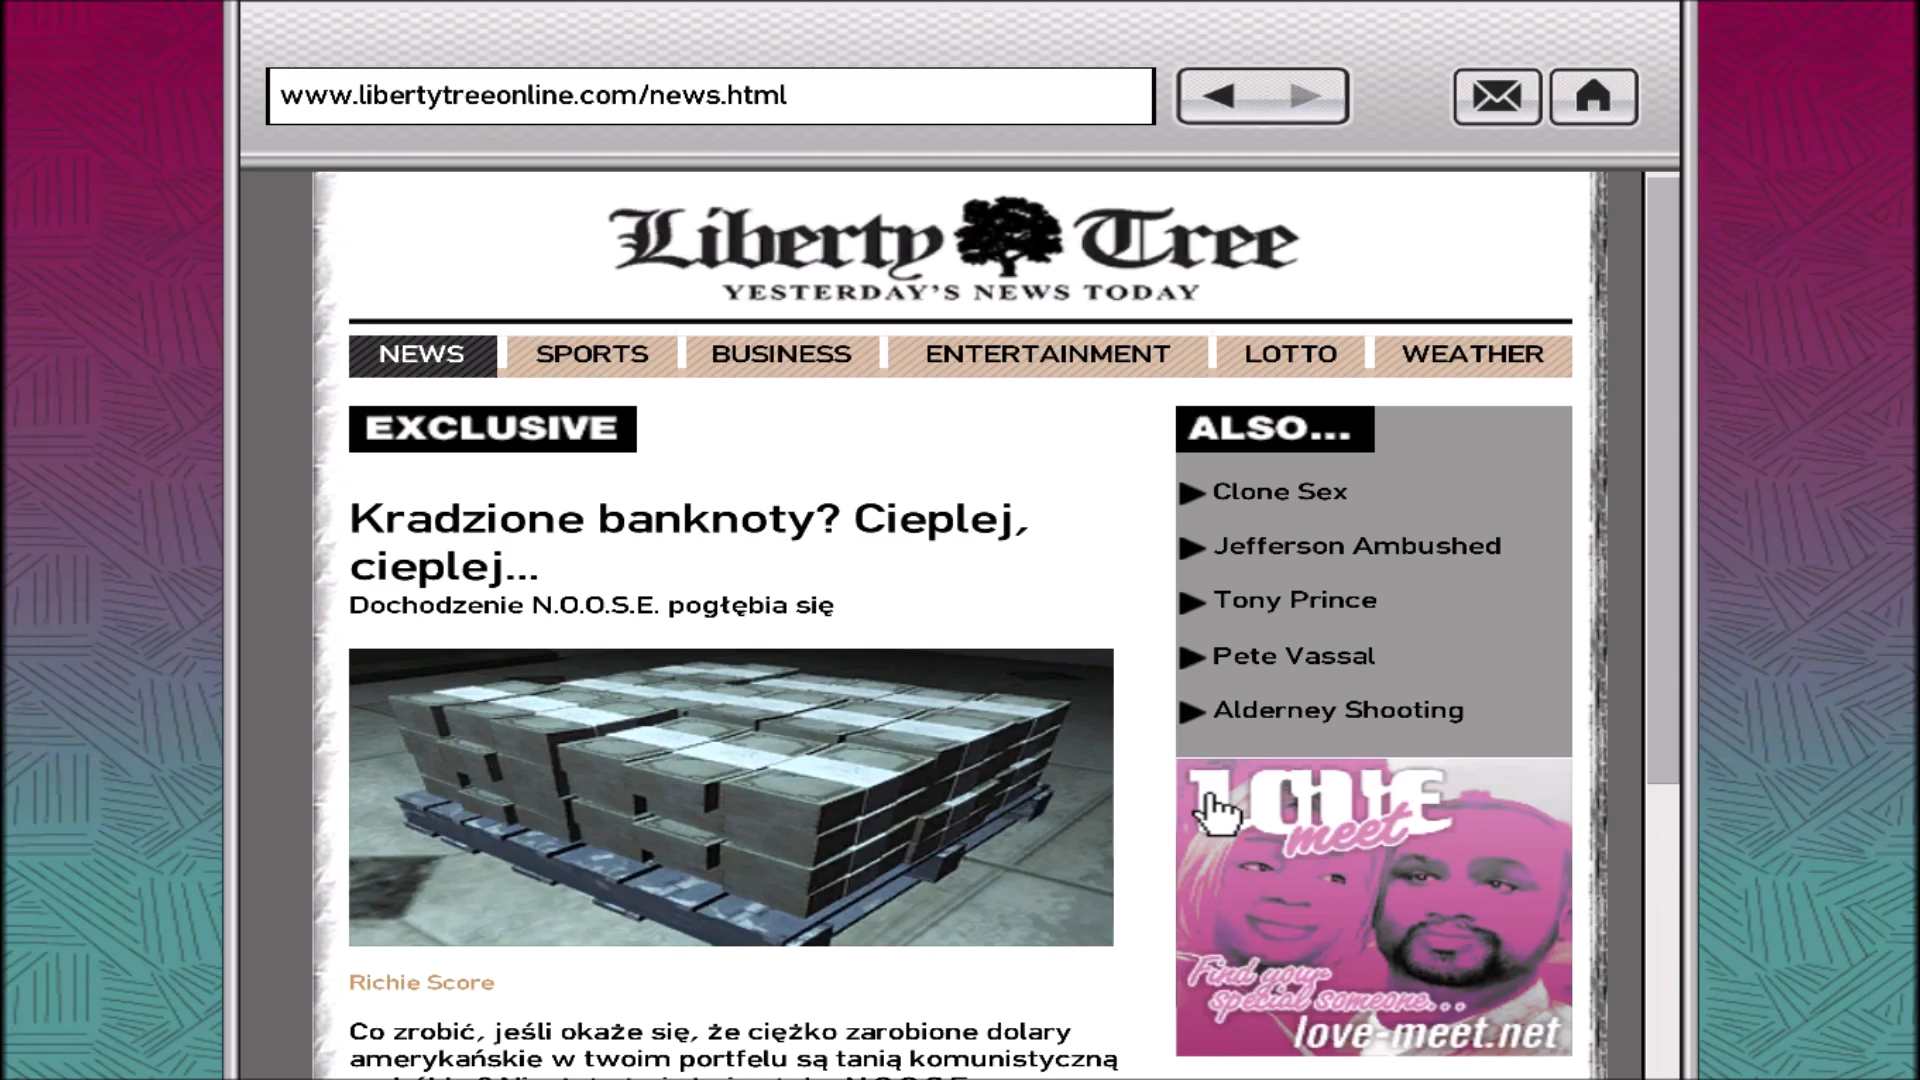 www.libertytreeonline.com/news.html
Liberty Tree
YESTERDAY'S NEWS TODAY
NEWS SPORTS BUSINESS ENTERTAINMENT LOTTO WEATHER
EXCLUSIVE
Kradzione banknoty? Cieplej,
cieplej...
Dochodzenie N.O.O.S.E. pogłębia się
Richie Score
Co zrobić, jeśli okaże się, że ciężko zarobione dolary
amerykańskie w twoim portfelu są tanią komunistyczną
ALSO...
Clone Sex
Jefferson Ambushed
Tony Prince
Pete Vassal
Alderney Shooting
LOVE
meet
Find your
special someone...
love-meet.net